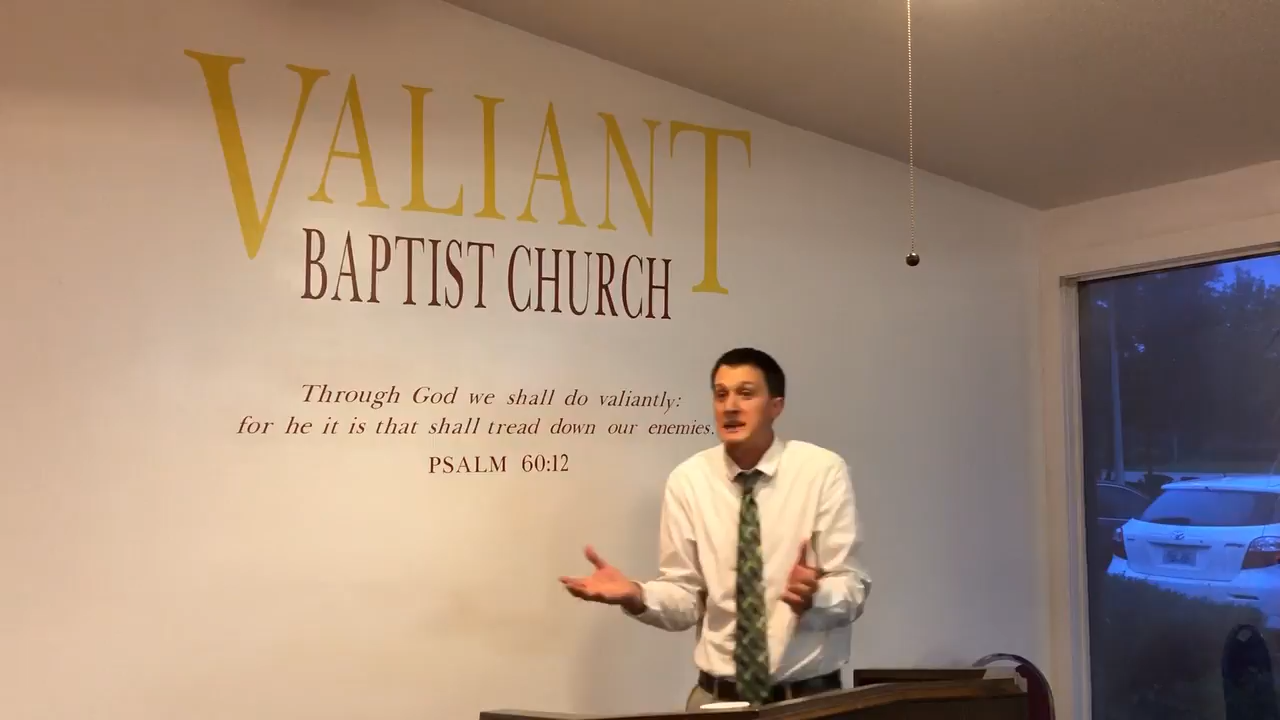 VALIANT
BAPTIST CHURCH
Through God we shall do valiantly:
for he it is that shall tread down our enemies.
PSALM 60:12